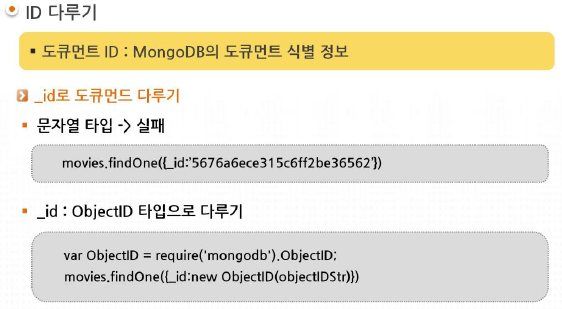 ID 다루기
▪ 도큐먼트 ID : MongoDB의 도큐먼트 식별 정보
_id로 도큐먼드 다루기
▪ 문자열 타입 -> 실패
movies.findOne({_id:'5676a6ece315c6ff2be36562'})
▪ _id : ObjectID 타입으로 다루기
var ObjectID = require('mongodb').ObjectID;
movies.findOne({_id:new ObjectID(objectIDStr)})